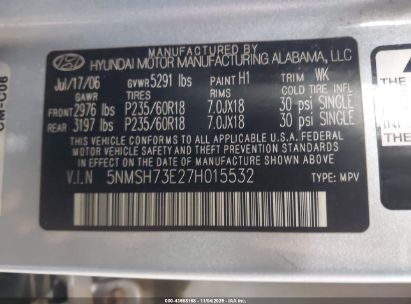 HYUNDAI MOTOR MANUFACTURING ALABAMA, LLC
Jul/17/06 GVWR 5291 lbs PAINT H1 TRIM WK
GAWR TIRES RIMS COLD TIRE INFL
FRONT 2976 lbs P235/60R18 7.0JX18 30 psi SINGLE
REAR 3197 lbs P235/60R18 7.0JX18 30 psi SINGLE
THIS VEHICLE CONFORMS TO ALL APPLICABLE U.S.A. FEDERAL
MOTOR VEHICLE SAFETY AND THEFT PREVENTION STANDARDS
IN EFFECT ON THE DATE OF MANUFACTURE SHOWN ABOVE.
V.I.N 5NMSH73E27H015532 TYPE: MPV
CM-C08